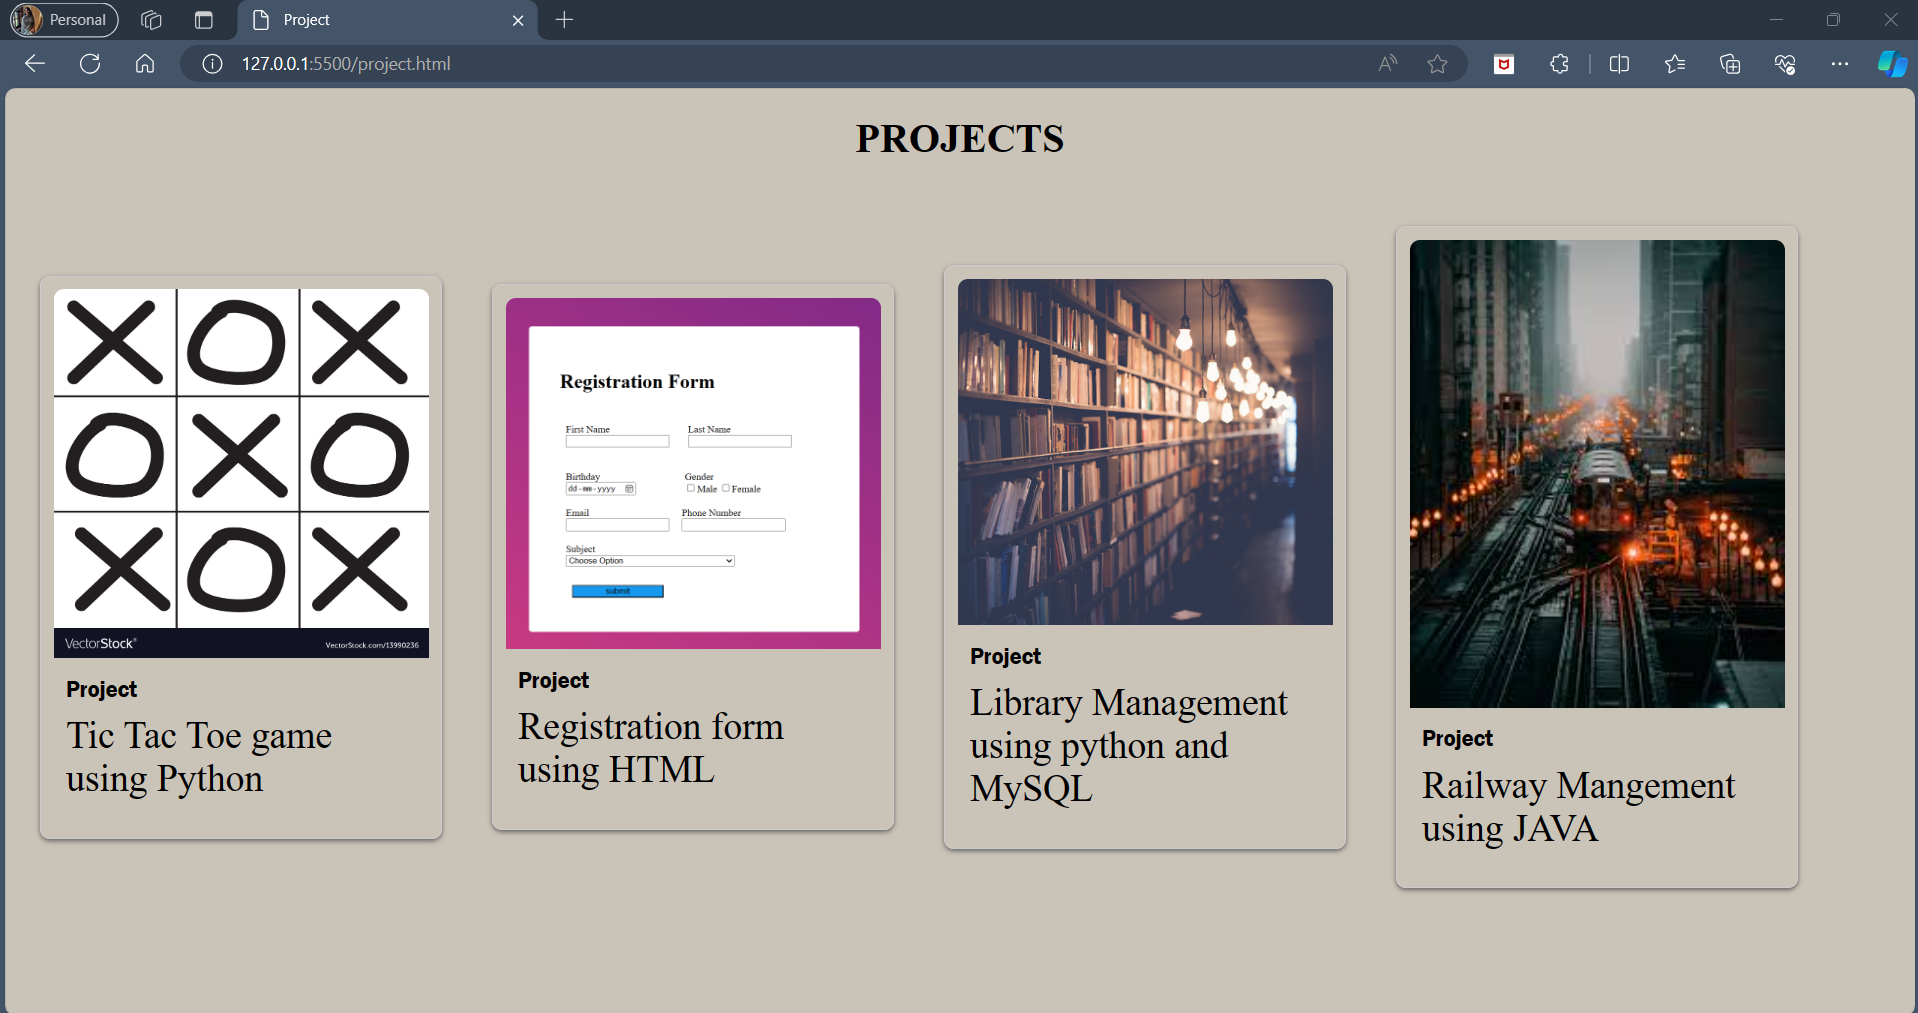 Personal
Project
127.0.0.1:5500/project.html
PROJECTS
VectorStock®
VectorStock.com/13990236
Project
Tic Tac Toe game
using Python
Registration Form
First Name Last Name
Birthday Gender
dd-mm-yyyy Male Female
Email Phone Number
Subject
Choose Option
submit
Project
Registration form
using HTML
Project
Library Management
using python and
MySQL
Project
Railway Mangement
using JAVA